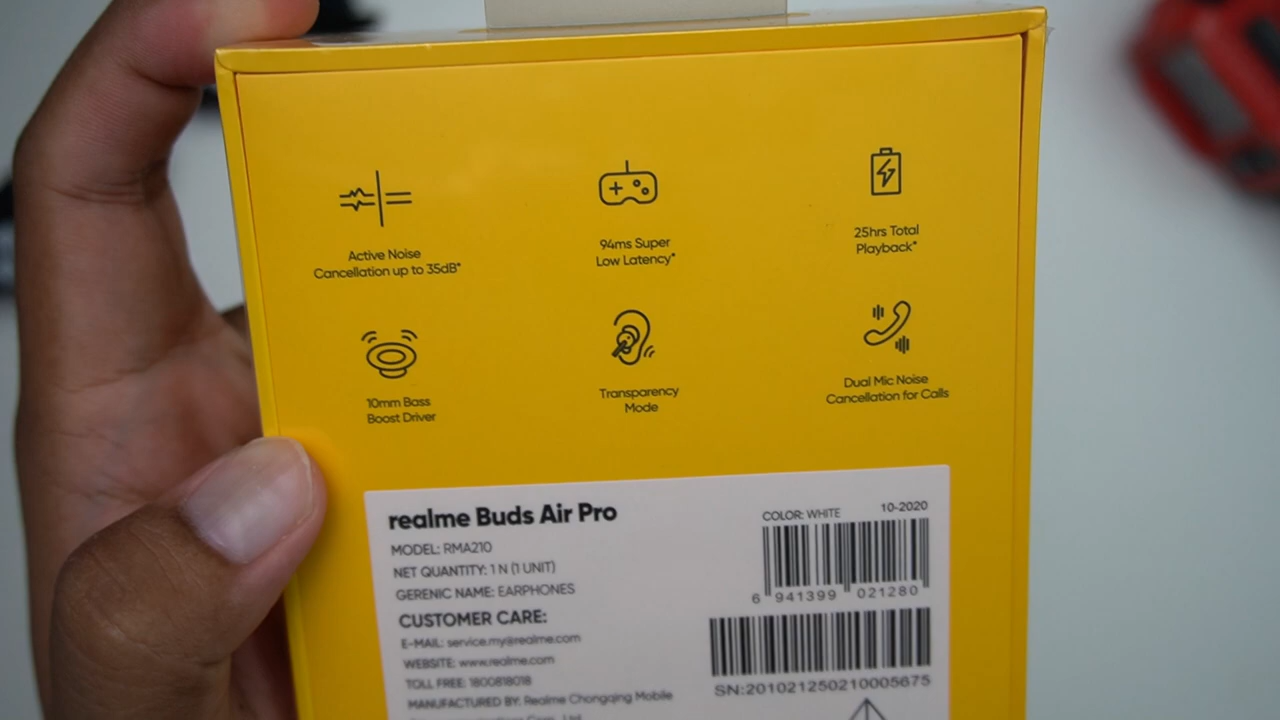 Active Noise
Cancellation up to 35dB*
94ms Super
Low Latency*
25hrs Total
Playback*
10mm Bass
Boost Driver
Transparency
Mode
Dual Mic Noise
Cancellation for Calls
realme Buds Air Pro
MODEL: RMA210
NET QUANTITY: 1 N (1 UNIT)
GERENIC NAME: EARPHONES
CUSTOMER CARE:
E-MAIL: service.my@realme.com
WEBSITE: www.realme.com
TOLL FREE: 1800818018
MANUFACTURED BY: Realme Chongqing Mobile
COLOR: WHITE 10-2020
6 941399 021280
SN:201021250210005675